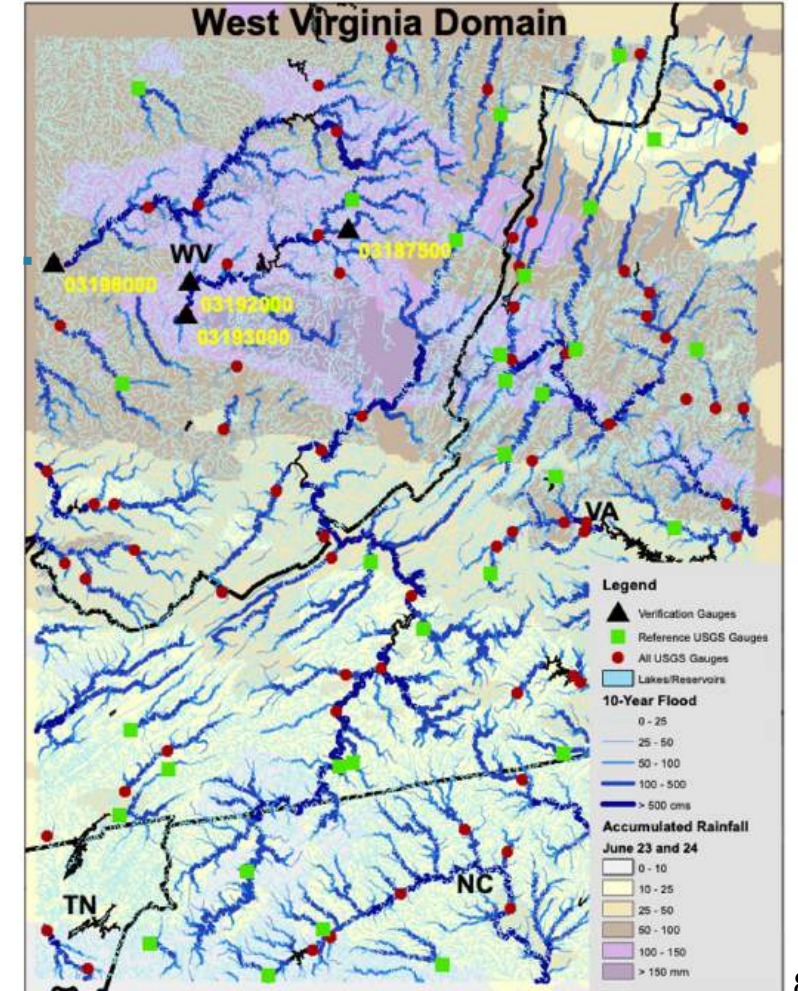 West Virginia Domain
WV
03187500
03198000
03192000
03193000
VA
NC
TN
Legend
Verification Gauges
Reference USGS Gauges
All USGS Gauges
Lakes/Reservoirs
10-Year Flood
0 - 25
25 - 50
50 - 100
100 - 500
> 500 cms
Accumulated Rainfall
June 23 and 24
0 - 10
10 - 25
25 - 50
50 - 100
100 - 150
> 150 mm